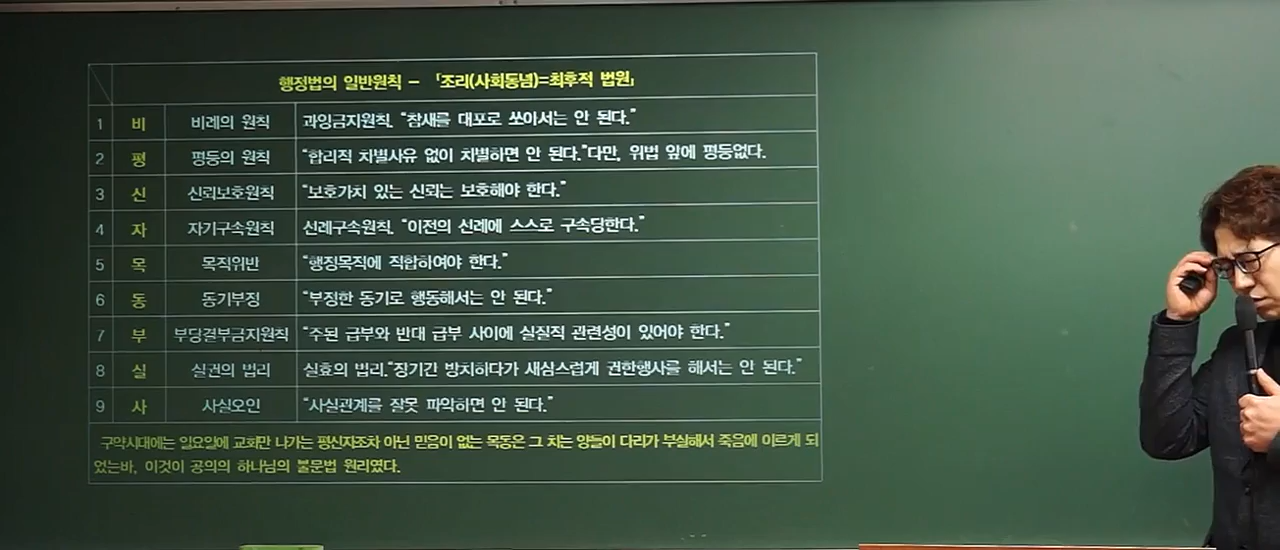 행정법의 일반원칙 – 「조리(사회통념)=최후적 법원」
1 비 비례의 원칙 과잉금지원칙. “참새를 대포로 쏘아서는 안 된다.”
2 평 평등의 원칙 “합리적 차별사유 없이 차별하면 안 된다.”다만, 위법 앞에 평등없다.
3 신 신뢰보호원칙 “보호가치 있는 신뢰는 보호해야 한다.”
4 자 자기구속원칙 선례구속원칙. “이전의 선례에 스스로 구속당한다.”
5 목 목적위반 “행정목적에 적합하여야 한다.”
6 동 동기부정 “부정한 동기로 행동해서는 안 된다.”
7 부 부당결부금지원칙 “주된 급부와 반대 급부 사이에 실질적 관련성이 있어야 한다.”
8 실 실권의 법리 실효의 법리.“장기간 방치하다가 새삼스럽게 권한행사를 해서는 안 된다.”
9 사 사실오인 “사실관계를 잘못 파악하면 안 된다.”
구약시대에는 일요일에 교회만 나가는 평신자조차 아닌 믿음이 없는 목동은 그 치는 양들이 다리가 부실해서 죽음에 이르게 되
었는바, 이것이 공의의 하나님의 불문법 원리였다.